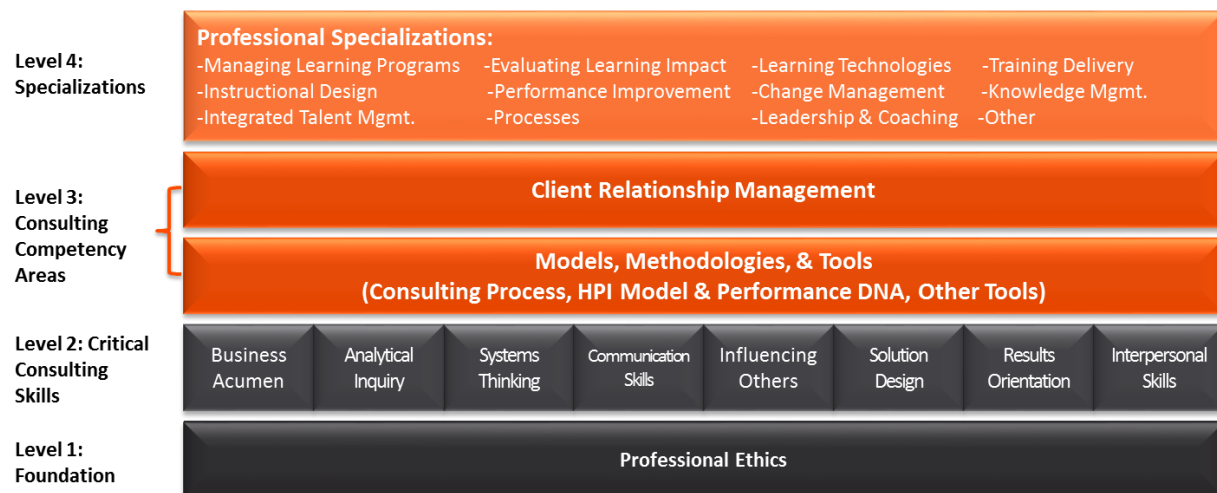 Level 4:
Specializations
Professional Specializations:
-Managing Learning Programs
-Instructional Design
-Integrated Talent Mgmt.
-Evaluating Learning Impact
-Performance Improvement
-Processes
-Learning Technologies
-Change Management
-Leadership & Coaching
-Training Delivery
-Knowledge Mgmt.
-Other
Level 3:
Consulting
Competency
Areas
Client Relationship Management
Models, Methodologies, & Tools
(Consulting Process, HPI Model & Performance DNA, Other Tools)
Level 2: Critical
Consulting
Skills
Business
Acumen
Analytical
Inquiry
Systems
Thinking
Communication
Skills
Influencing
Others
Solution
Design
Results
Orientation
Interpersonal
Skills
Level 1:
Foundation
Professional Ethics